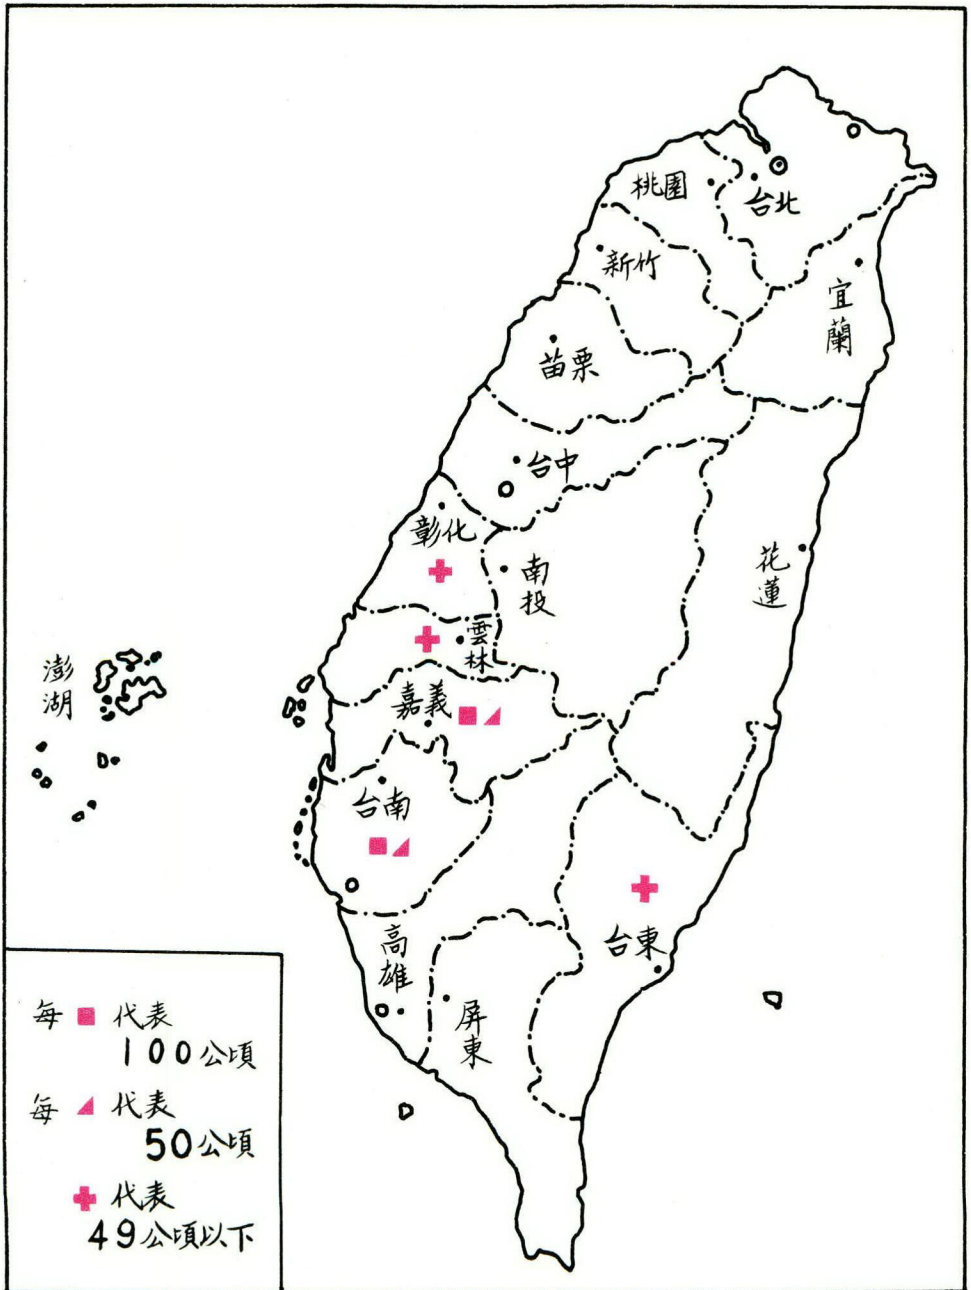 桃園
台北
新竹
宜蘭
苗栗
台中
彰化
南投
花蓮
雲林
澎湖
嘉義
台南
台東
高雄
屏東
每 代表
100公頃
每 代表
50公頃
代表
49公頃以下